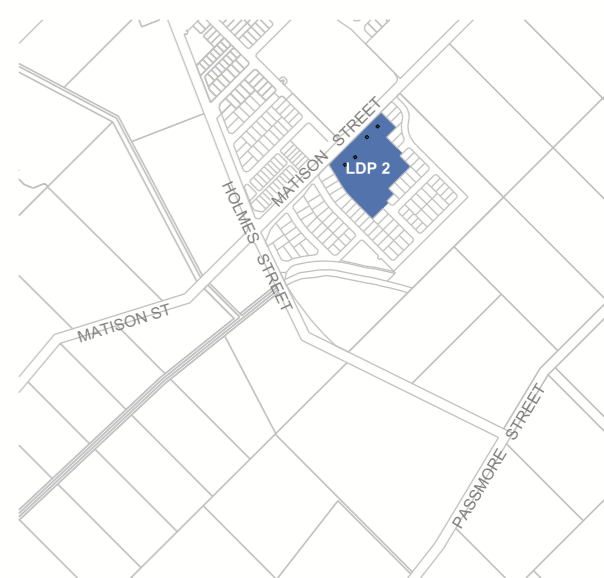 MATISON STREET
LDP 2
HOLMES STREET
MATISON ST
PASSMORE STREET